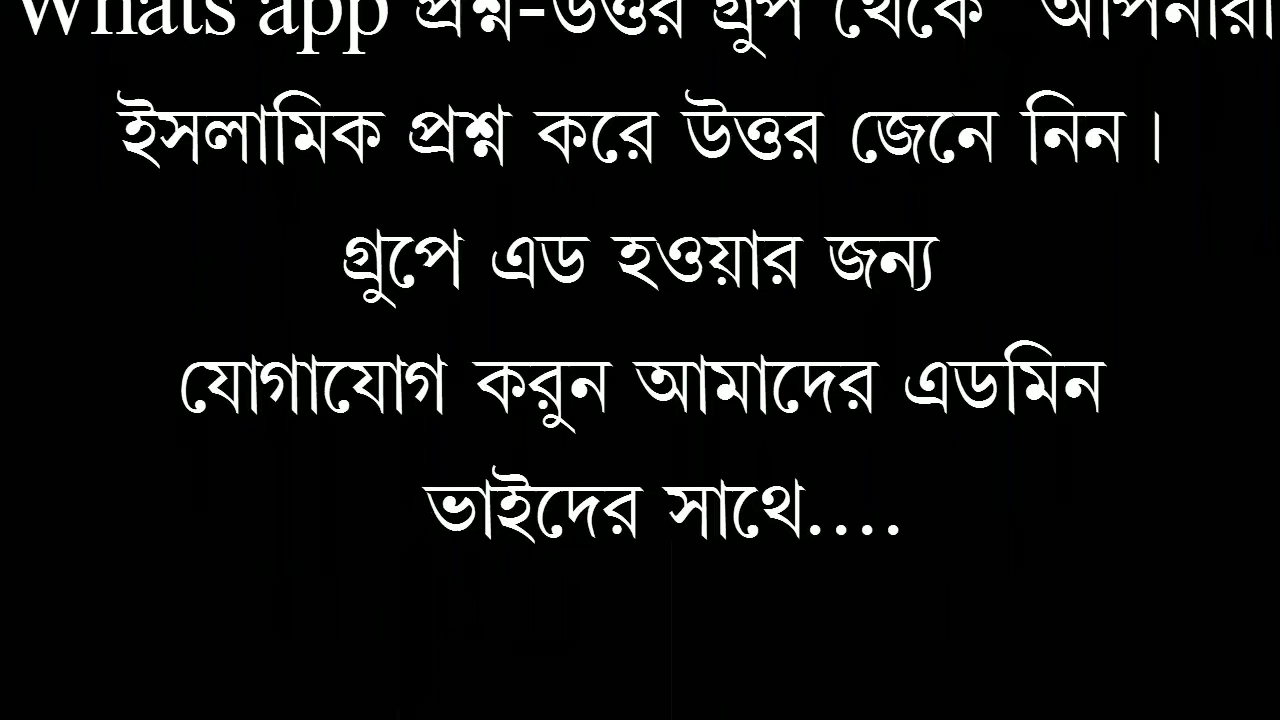 Whats app প্রশ্ন-উত্তর গ্রুপ থেকে আপনারা
ইসলামিক প্রশ্ন করে উত্তর জেনে নিন।
গ্রুপে এড হওয়ার জন্য
যোগাযোগ করুন আমাদের এডমিন
ভাইদের সাথে....